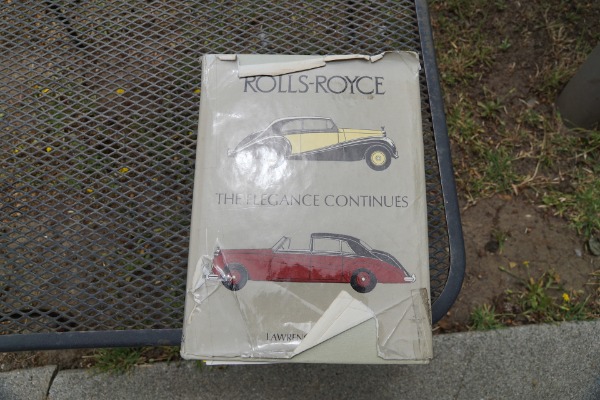 ROLLS-ROYCE
THE ELEGANCE CONTINUES